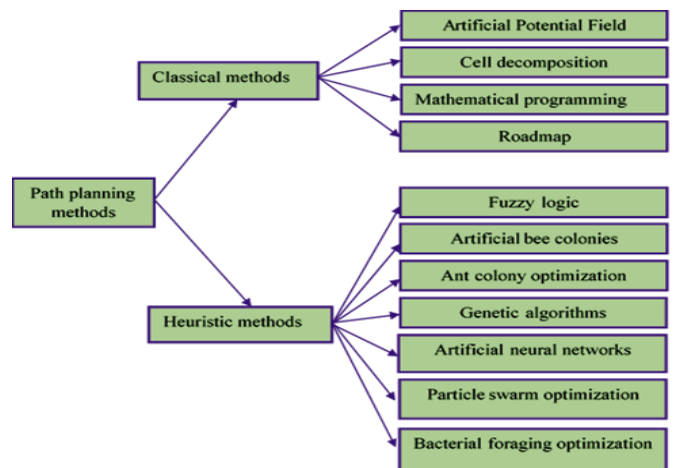 Artificial Potential Field
Classical methods
Cell decomposition
Mathematical programming
Roadmap
Path planning
methods
Fuzzy logic
Artificial bee colonies
Ant colony optimization
Heuristic methods
Genetic algorithms
Artificial neural networks
Particle swarm optimization
Bacterial foraging optimization